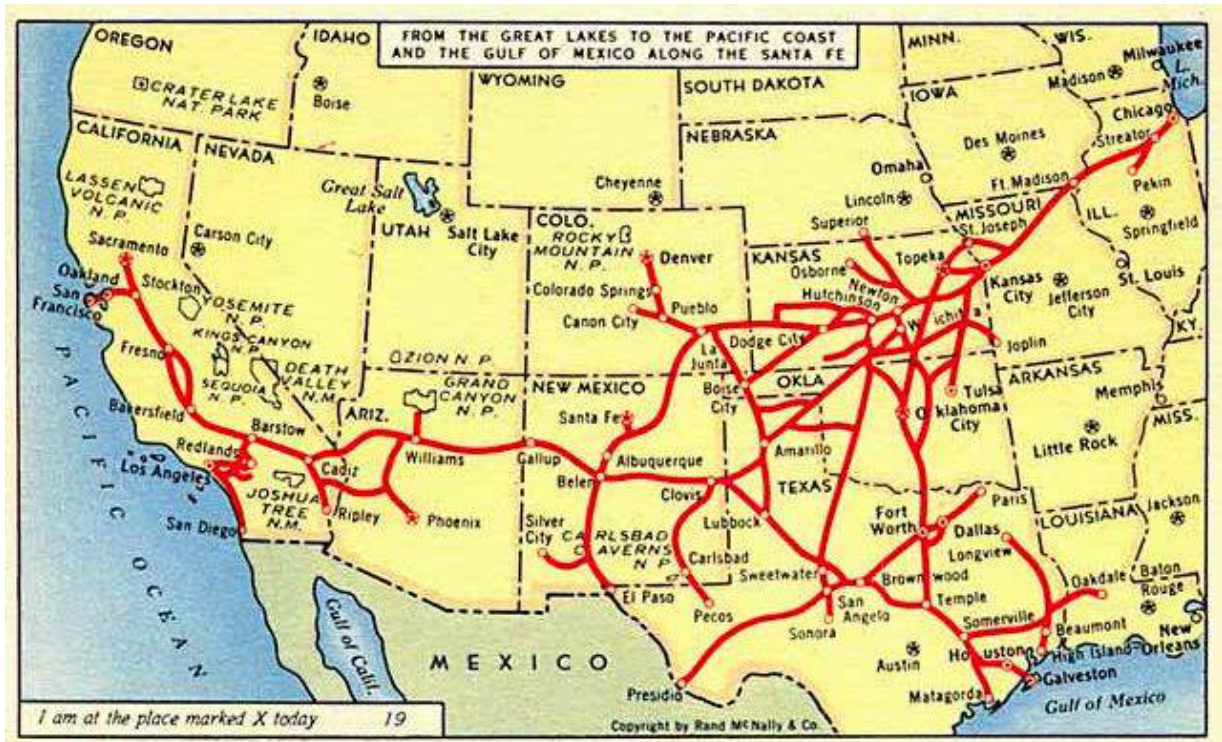 FROM THE GREAT LAKES TO THE PACIFIC COAST
AND THE GULF OF MEXICO ALONG THE SANTA FE
OREGON
IDAHO
MINN.
WIS.
Milwaukee
L.
Mich.
Madison
WYOMING
SOUTH DAKOTA
IOWA
CRATER LAKE
NAT. PARK
Boise
Chicago
Streator
CALIFORNIA
NEVADA
NEBRASKA
Des Moines
Omaha
Ft. Madison
Pekin
LASSEN
VOLCANIC
N.P.
Great Salt
Lake
Cheyenne
Lincoln
MISSOURI
ILL.
Springfield
Superior
St. Joseph
Sacramento
Carson City
UTAH
Salt Lake
City
COLO.
ROCKY
MOUNTAIN
N.P.
Denver
KANSAS
Osborne
Topeka
Kansas
City
St. Louis
Jefferson
City
KY.
Oakland
San
Francisco
Stockton
YOSEMITE
N.P.
KINGS CANYON
N.P.
Colorado Springs
Pueblo
Canon City
Newton
Hutchinson
Wichita
Dodge City
La
Junta
Joplin
Fresno
SEQUOIA
N.P.
DEATH
VALLEY
N.M.
ZION N.P.
GRAND
CANYON
N.P.
NEW MEXICO
Boise
City
OKLA
Tulsa
Oklahoma
City
ARKANSAS
Memphis
MISS.
Bakersfield
Barstow
ARIZ.
Santa Fe
Little Rock
Redlands
Los Angeles
Cadiz
Williams
Gallup
Albuquerque
Belen
Amarillo
Clovis
TEXAS
JOSHUA
TREE
N.M.
Ripley
Phoenix
San Diego
Silver
City
CARLSBAD
CAVERNS
N.P.
Carlsbad
Lubbock
Fort
Worth
Paris
Dallas
Longview
LOUISIANA
Jackson
El Paso
Pecos
Sweetwater
Brownwood
San
Angelo
Sonora
Temple
Somerville
Oakdale
Baton
Rouge
Beaumont
New
Orleans
High Island
Houston
Galveston
Austin
Matagorda
Presidio
PACIFIC OCEAN
Gulf of Calif.
MEXICO
Gulf of Mexico
I am at the place marked X today 19
Copyright by Rand McNally & Co.